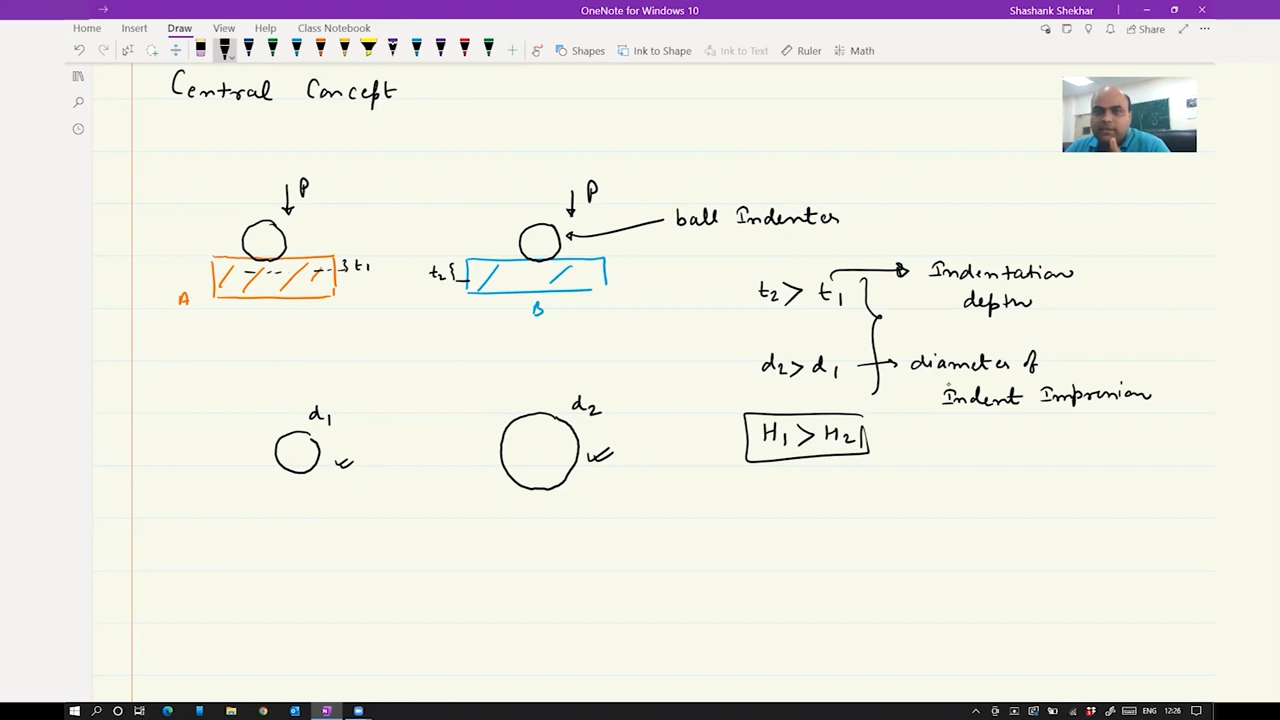 OneNote for Windows 10
Shashank Shekhar
Home Insert Draw View Help Class Notebook
Share
Shapes Ink to Shape Ink to Text Ruler Math
Central Concept
P
P
ball Indenter
t1
t2
A
B
t2 > t1
Indentation
depth
d2 > d1
diameter of
Indent Impression
d1
d2
H1 > H2
ENG 12:26